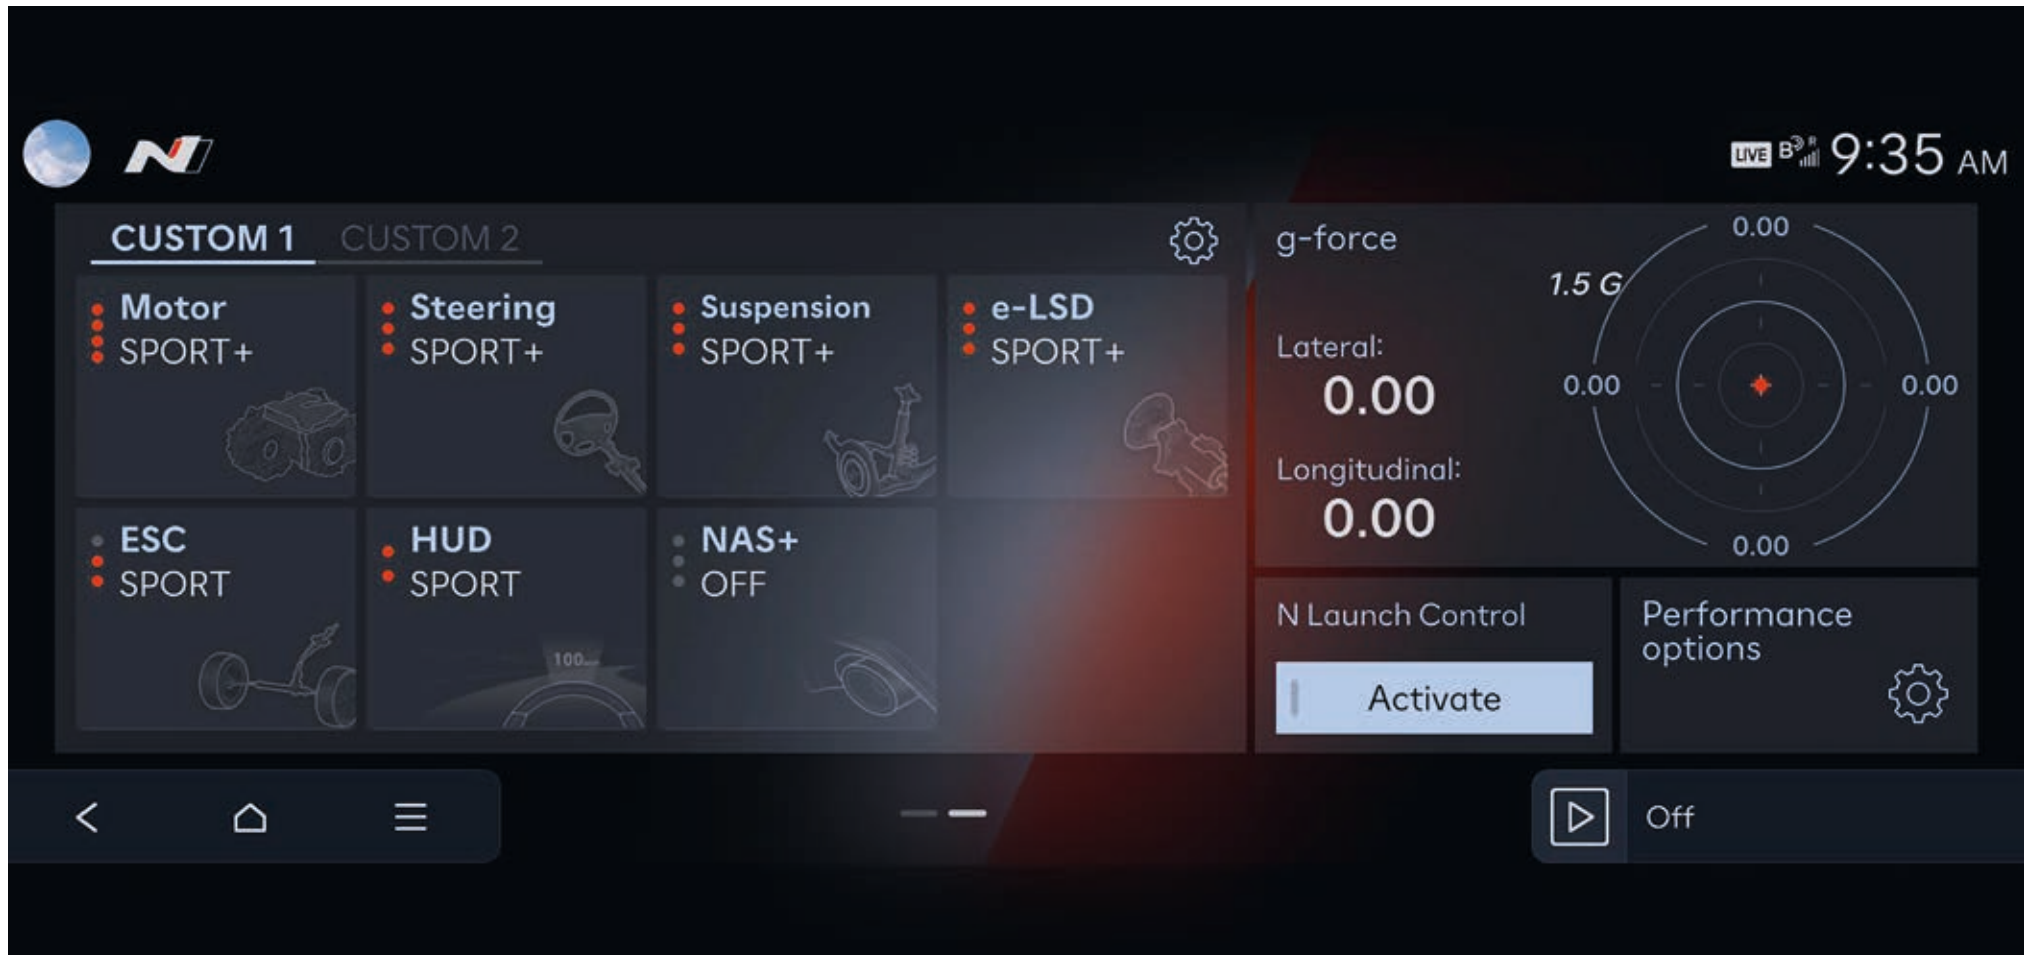 N
LIVE B R 9:35 AM
CUSTOM 1 CUSTOM 2
Motor
SPORT+
Steering
SPORT+
Suspension
SPORT+
e-LSD
SPORT+
ESC
SPORT
HUD
SPORT
100
NAS+
OFF
g-force
Lateral:
0.00
Longitudinal:
0.00
1.5 G
0.00
0.00
0.00
0.00
N Launch Control
Activate
Performance
options
Off